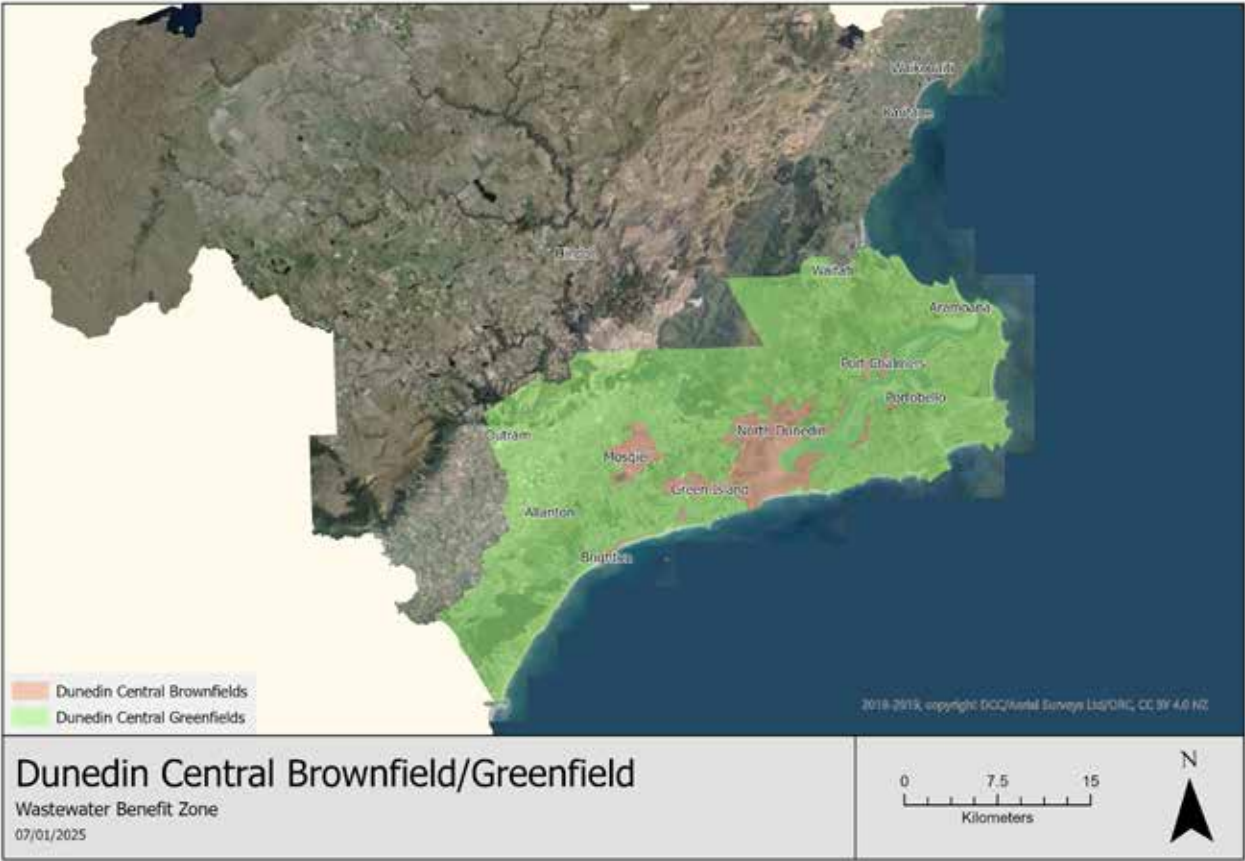 Waikouaiti
Karitane
Hindon
Waitati
Aramoana
Port Chalmers
Portobello
Outram
North Dunedin
Mosgiel
Green Island
Allanton
Brighton
Dunedin Central Brownfields
Dunedin Central Greenfields
2018-2019, copyright DCC/Aerial Surveys Ltd/ORC, CC BY 4.0 NZ
Dunedin Central Brownfield/Greenfield
Wastewater Benefit Zone
07/01/2025
0 7.5 15
Kilometers
N